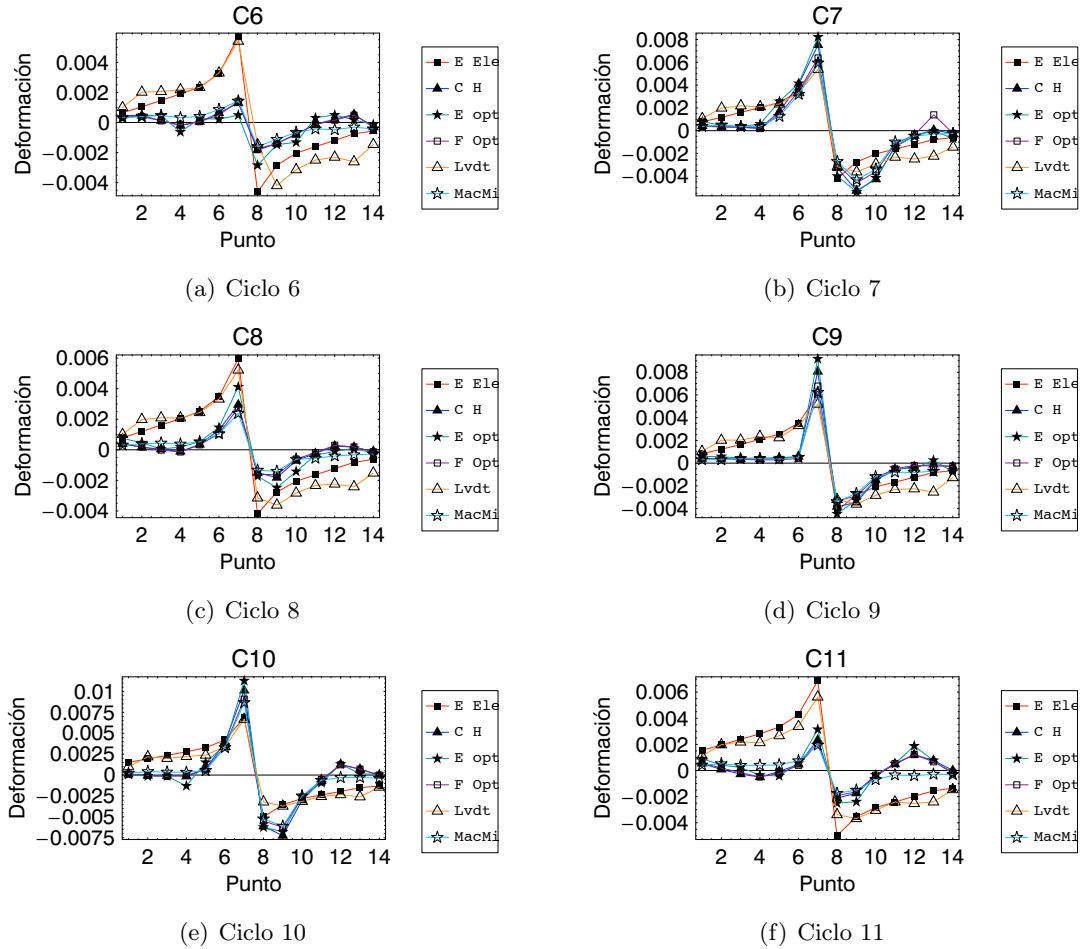 C6
Deformación
0.004
0.002
0
−0.002
−0.004
2 4 6 8 10 12 14
Punto
E Ele
C H
E opt
F Opt
Lvdt
MacMi
(a) Ciclo 6
C7
Deformación
0.008
0.006
0.004
0.002
0
−0.002
−0.004
2 4 6 8 10 12 14
Punto
E Ele
C H
E opt
F Opt
Lvdt
MacMi
(b) Ciclo 7
C8
Deformación
0.006
0.004
0.002
0
−0.002
−0.004
2 4 6 8 10 12 14
Punto
E Ele
C H
E opt
F Opt
Lvdt
MacMi
(c) Ciclo 8
C9
Deformación
0.008
0.006
0.004
0.002
0
−0.002
−0.004
2 4 6 8 10 12 14
Punto
E Ele
C H
E opt
F Opt
Lvdt
MacMi
(d) Ciclo 9
C10
Deformación
0.01
0.0075
0.005
0.0025
0
−0.0025
−0.005
−0.0075
2 4 6 8 10 12 14
Punto
E Ele
C H
E opt
F Opt
Lvdt
MacMi
(e) Ciclo 10
C11
Deformación
0.006
0.004
0.002
0
−0.002
−0.004
2 4 6 8 10 12 14
Punto
E Ele
C H
E opt
F Opt
Lvdt
MacMi
(f) Ciclo 11